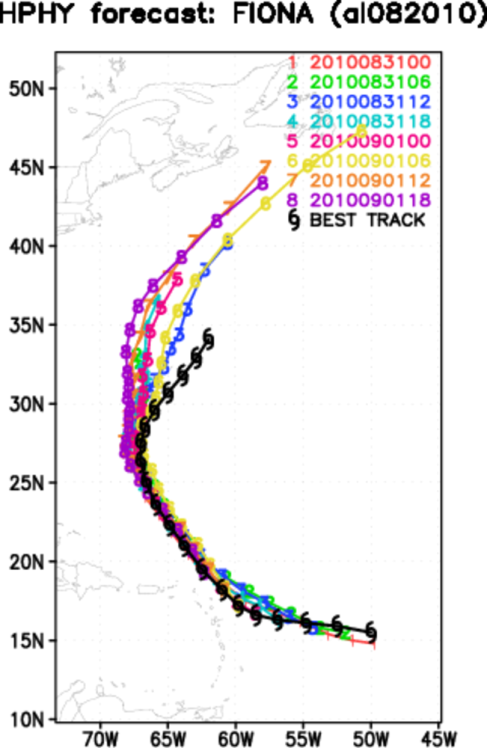 HPHY forecast: FIONA (al082010)
50N
45N
40N
35N
30N
25N
20N
15N
10N
1 2010083100
2 2010083106
3 2010083112
4 2010083118
5 2010090100
6 2010090106
7 2010090112
8 2010090118
BEST TRACK
70W 65W 60W 55W 50W 45W